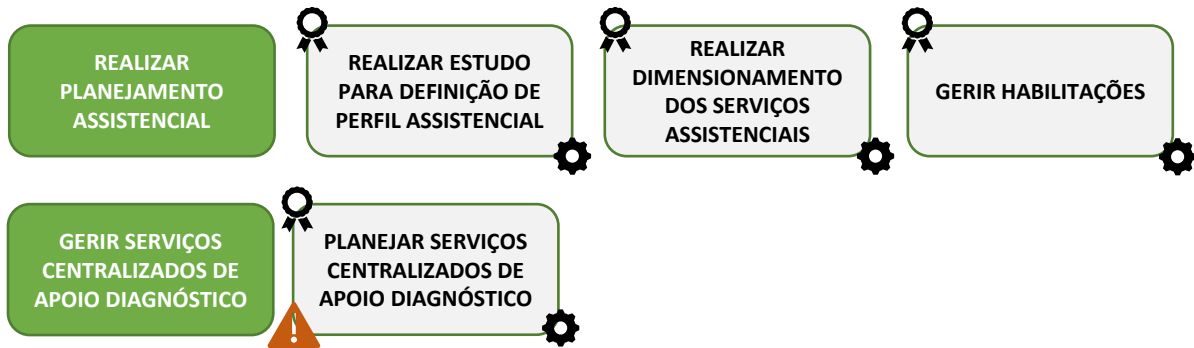 REALIZAR
PLANEJAMENTO
ASSISTENCIAL
REALIZAR ESTUDO
PARA DEFINIÇÃO DE
PERFIL ASSISTENCIAL
REALIZAR
DIMENSIONAMENTO
DOS SERVIÇOS
ASSISTENCIAIS
GERIR HABILITAÇÕES
GERIR SERVIÇOS
CENTRALIZADOS DE
APOIO DIAGNÓSTICO
PLANEJAR SERVIÇOS
CENTRALIZADOS DE
APOIO DIAGNÓSTICO